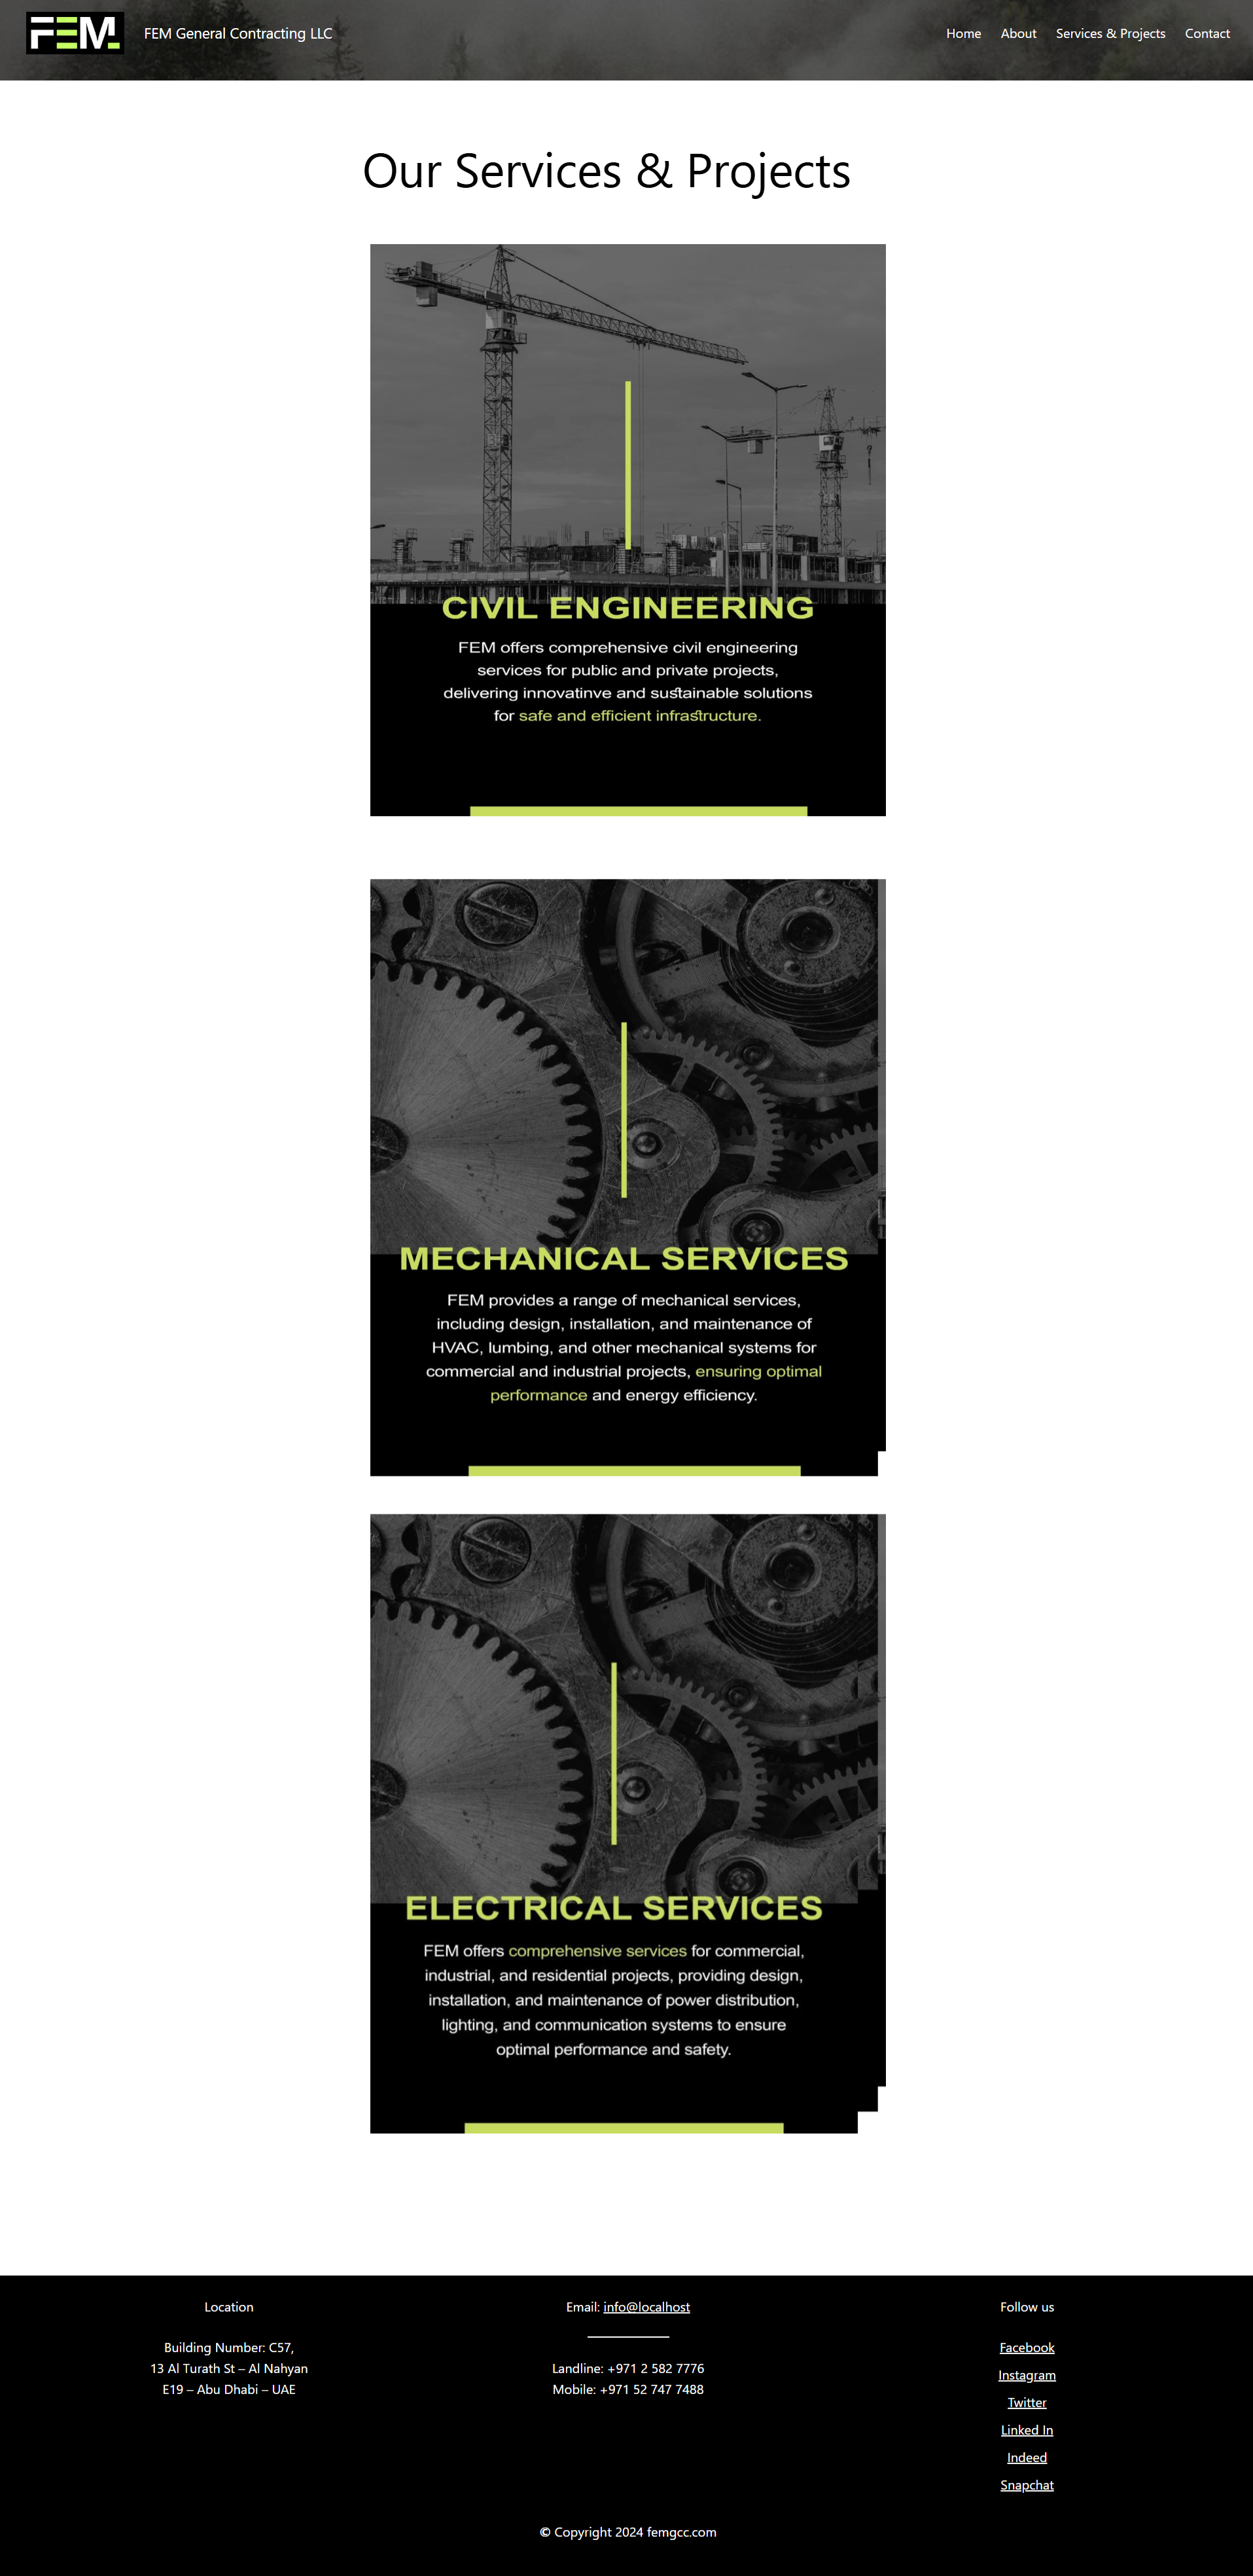 FEM
FEM General Contracting LLC
Home About Services & Projects Contact
Our Services & Projects
CIVIL ENGINEERING
FEM offers comprehensive civil engineering
services for public and private projects,
delivering innovatinve and sustainable solutions
for safe and efficient infrastructure.
MECHANICAL SERVICES
FEM provides a range of mechanical services,
including design, installation, and maintenance of
HVAC, lumbing, and other mechanical systems for
commercial and industrial projects, ensuring optimal
performance and energy efficiency.
ELECTRICAL SERVICES
FEM offers comprehensive services for commercial,
industrial, and residential projects, providing design,
installation, and maintenance of power distribution,
lighting, and communication systems to ensure
optimal performance and safety.
Location
Building Number: C57,
13 Al Turath St – Al Nahyan
E19 – Abu Dhabi – UAE
Email: info@localhost
Landline: +971 2 582 7776
Mobile: +971 52 747 7488
Follow us
Facebook
Instagram
Twitter
Linked In
Indeed
Snapchat
© Copyright 2024 femgcc.com